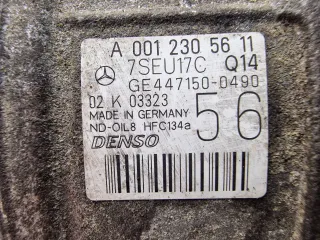 A 001 230 56 11
7SEU17C Q14
GE447150-0490
02 K 03323
MADE IN GERMANY
ND-OIL8 HFC134a
56
DENSO